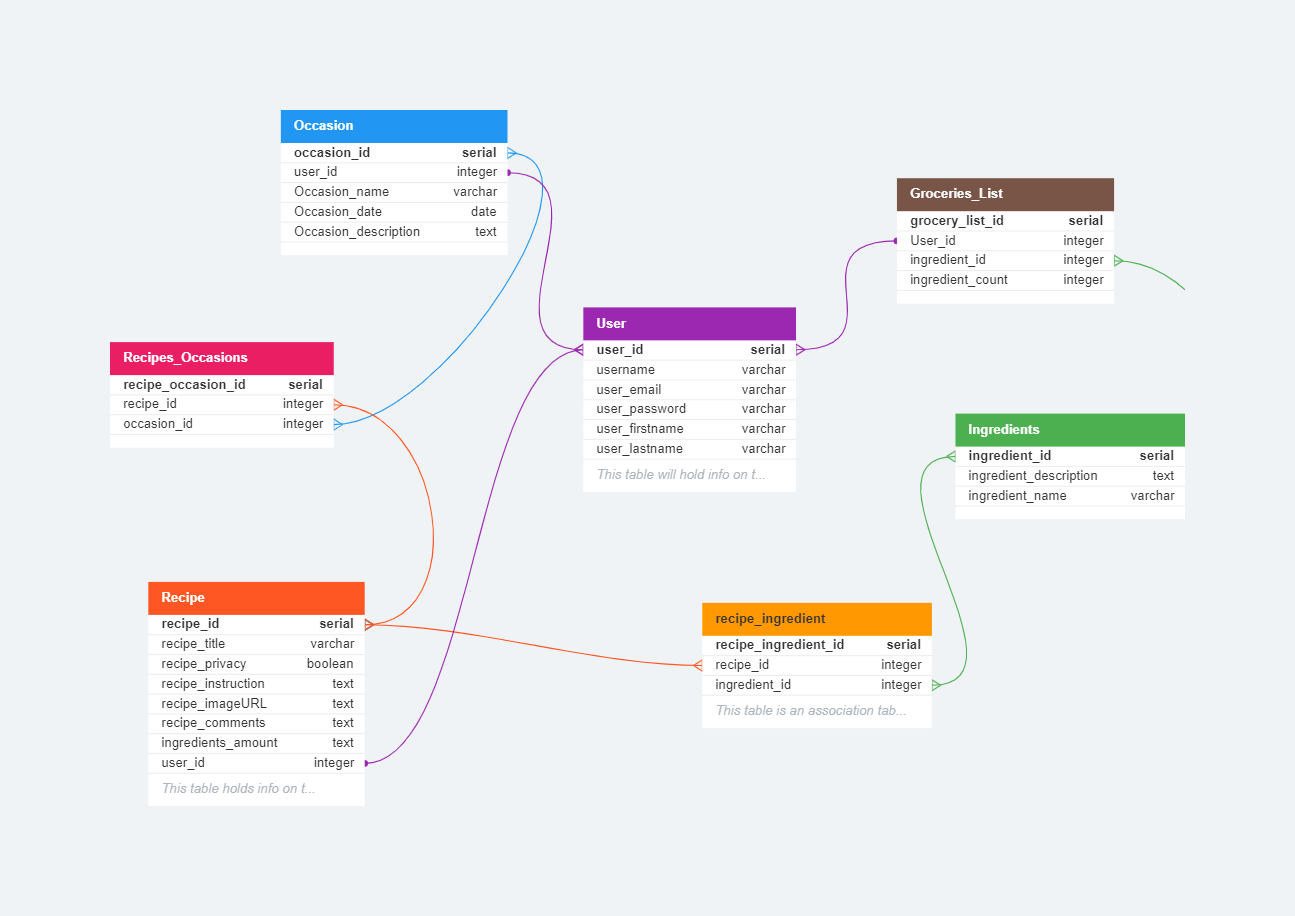 Occasion
occasion_id serial
user_id integer
Occasion_name varchar
Occasion_date date
Occasion_description text
Groceries_List
grocery_list_id serial
User_id integer
ingredient_id integer
ingredient_count integer
User
user_id serial
username varchar
user_email varchar
user_password varchar
user_firstname varchar
user_lastname varchar
This table will hold info on t...
Recipes_Occasions
recipe_occasion_id serial
recipe_id integer
occasion_id integer
Ingredients
ingredient_id serial
ingredient_description text
ingredient_name varchar
Recipe
recipe_id serial
recipe_title varchar
recipe_privacy boolean
recipe_instruction text
recipe_imageURL text
recipe_comments text
ingredients_amount text
user_id integer
This table holds info on t...
recipe_ingredient
recipe_ingredient_id serial
recipe_id integer
ingredient_id integer
This table is an association tab...